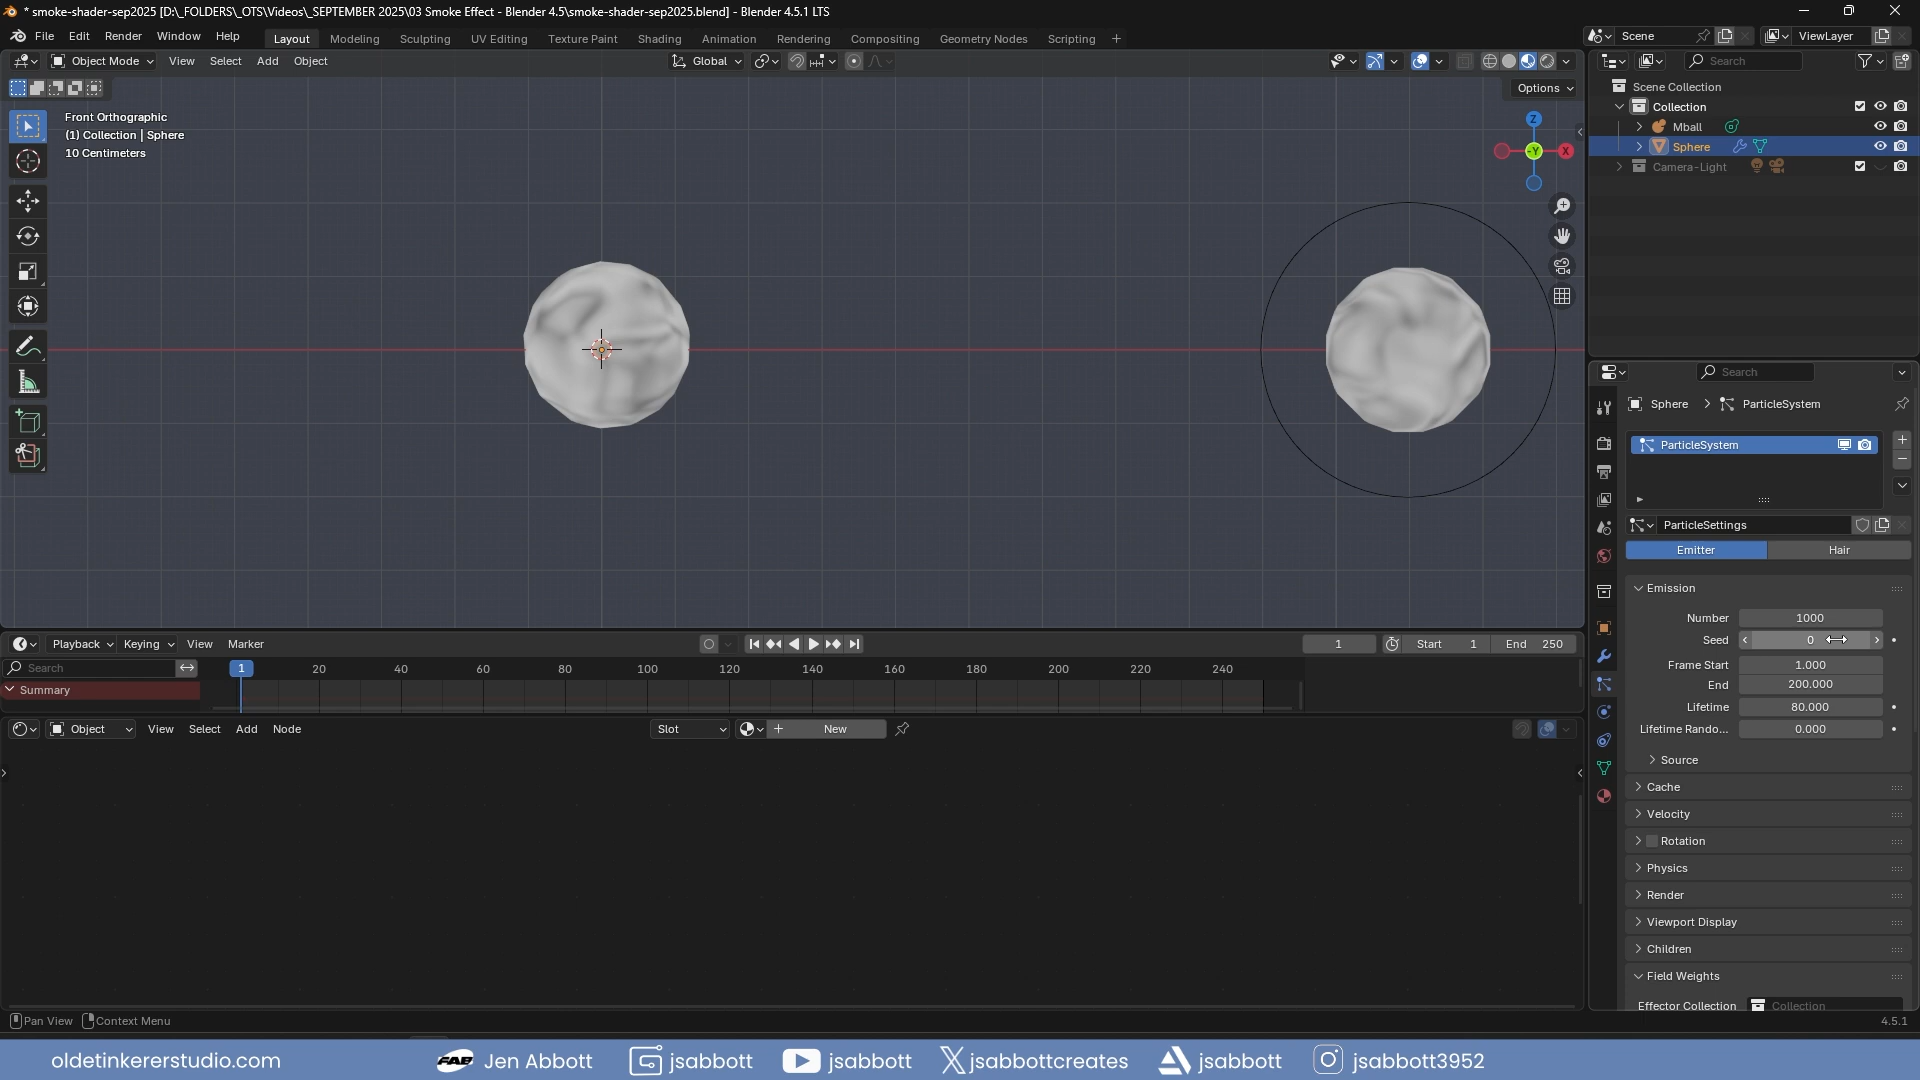 * smoke-shader-sep2025 [D:\_FOLDERS\_OTS\Videos\_SEPTEMBER 2025\03 Smoke Effect - Blender 4.5\smoke-shader-sep2025.blend] - Blender 4.5.1 LTS
File Edit Render Window Help Layout Modeling Sculpting UV Editing Texture Paint Shading Animation Rendering Compositing Geometry Nodes Scripting + Scene ViewLayer
Object Mode View Select Add Object Global Search
Options
Scene Collection
Collection
Front Orthographic
(1) Collection | Sphere
10 Centimeters
Z
-Y
X
Mball
Sphere
Camera-Light
Search
Sphere > ParticleSystem
ParticleSystem
ParticleSettings
Emitter Hair
Emission
Number 1000
Seed 0
Frame Start 1.000
End 200.000
Lifetime 80.000
Lifetime Rando... 0.000
Source
Cache
Velocity
Rotation
Physics
Render
Viewport Display
Children
Field Weights
Effector Collection Collection
Playback Keying View Marker 1 Start 1 End 250
Search 1 20 40 60 80 100 120 140 160 180 200 220 240
Summary
Object View Select Add Node Slot New
Pan View Context Menu 4.5.1
oldetinkererstudio.com FAB Jen Abbott jsabbott jsabbott jsabbottcreates jsabbott jsabbott3952